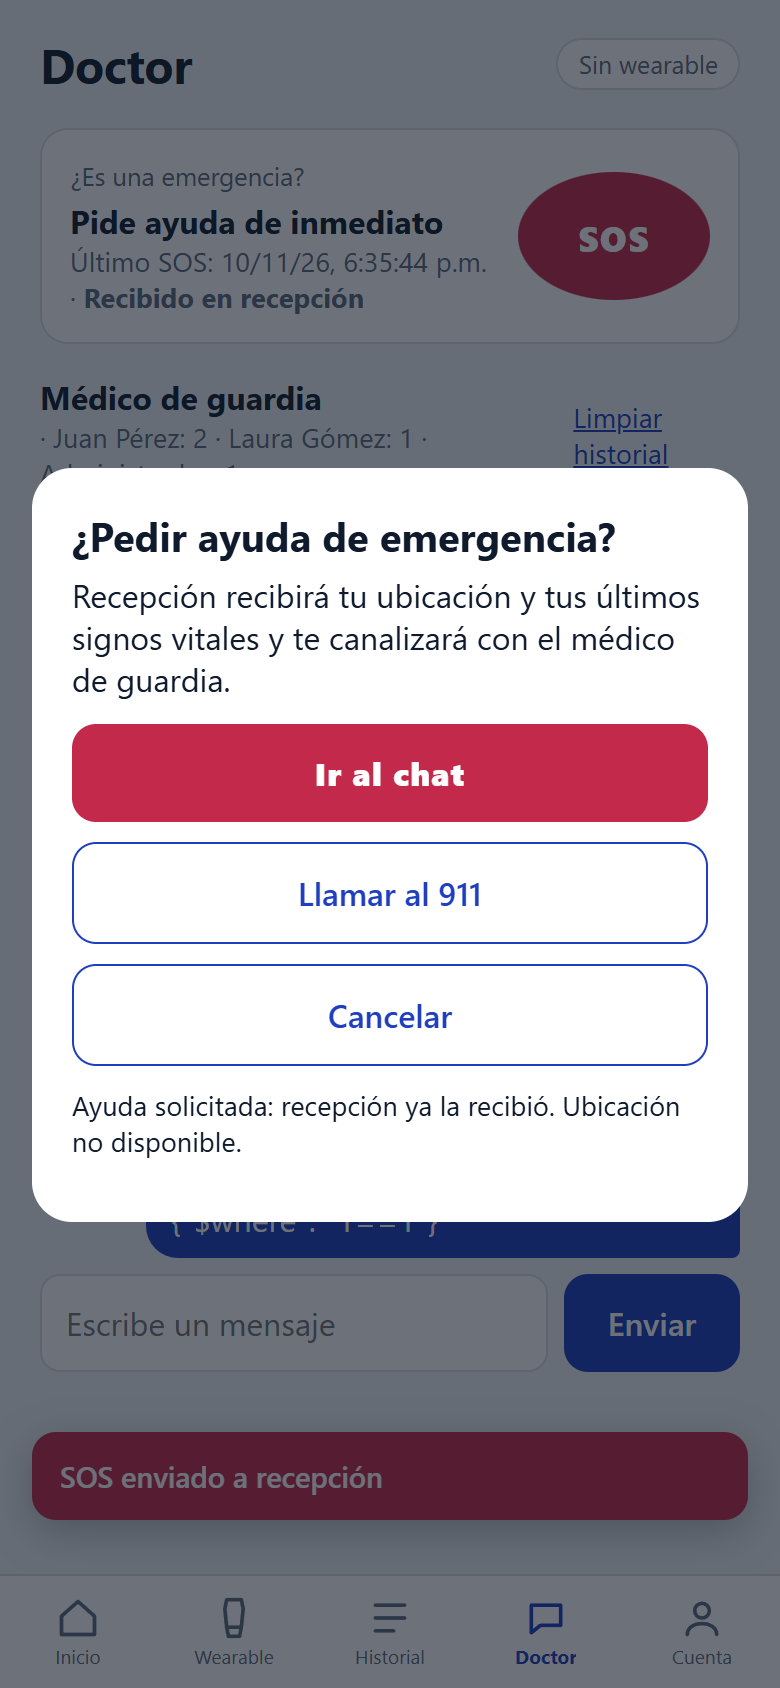 Doctor
Sin wearable
¿Es una emergencia?
Pide ayuda de inmediato
Último SOS: 10/11/26, 6:35:44 p.m.
· Recibido en recepción
SOS
Médico de guardia
· Juan Pérez: 2 · Laura Gómez: 1 ·
Limpiar
historial
¿Pedir ayuda de emergencia?
Recepción recibirá tu ubicación y tus últimos
signos vitales y te canalizará con el médico
de guardia.
Ir al chat
Llamar al 911
Cancelar
Ayuda solicitada: recepción ya la recibió. Ubicación
no disponible.
Escribe un mensaje
Enviar
SOS enviado a recepción
Inicio
Wearable
Historial
Doctor
Cuenta